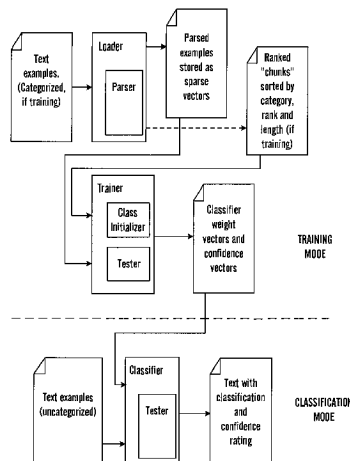 Text
examples.
(Categorized,
if training)
Loader
Parser
Parsed
examples
stored as
sparse
vectors
Ranked
"chunks"
sorted by
category,
rank and
length (if
training)
Trainer
Class
Initializer
Tester
Classifier
weight
vectors and
confidence
vectors
TRAINING
MODE
Text examples
(uncategorized)
Classifier
Tester
Text with
classification
and
confidence
rating
CLASSIFICATION
MODE